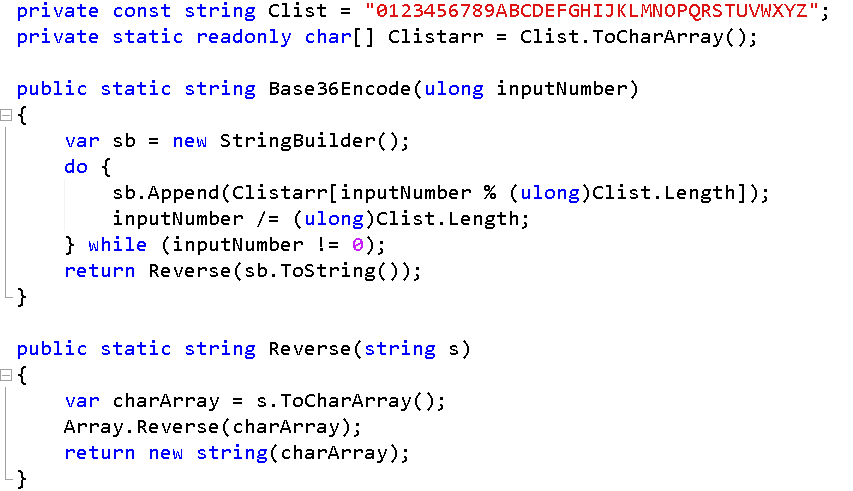 private const string Clist = "0123456789ABCDEFGHIJKLMNOPQRSTUVWXYZ";
private static readonly char[] Clistarr = Clist.ToCharArray();

public static string Base36Encode(ulong inputNumber)
{
    var sb = new StringBuilder();
    do {
        sb.Append(Clistarr[inputNumber % (ulong)Clist.Length]);
        inputNumber /= (ulong)Clist.Length;
    } while (inputNumber != 0);
    return Reverse(sb.ToString());
}

public static string Reverse(string s)
{
    var charArray = s.ToCharArray();
    Array.Reverse(charArray);
    return new string(charArray);
}